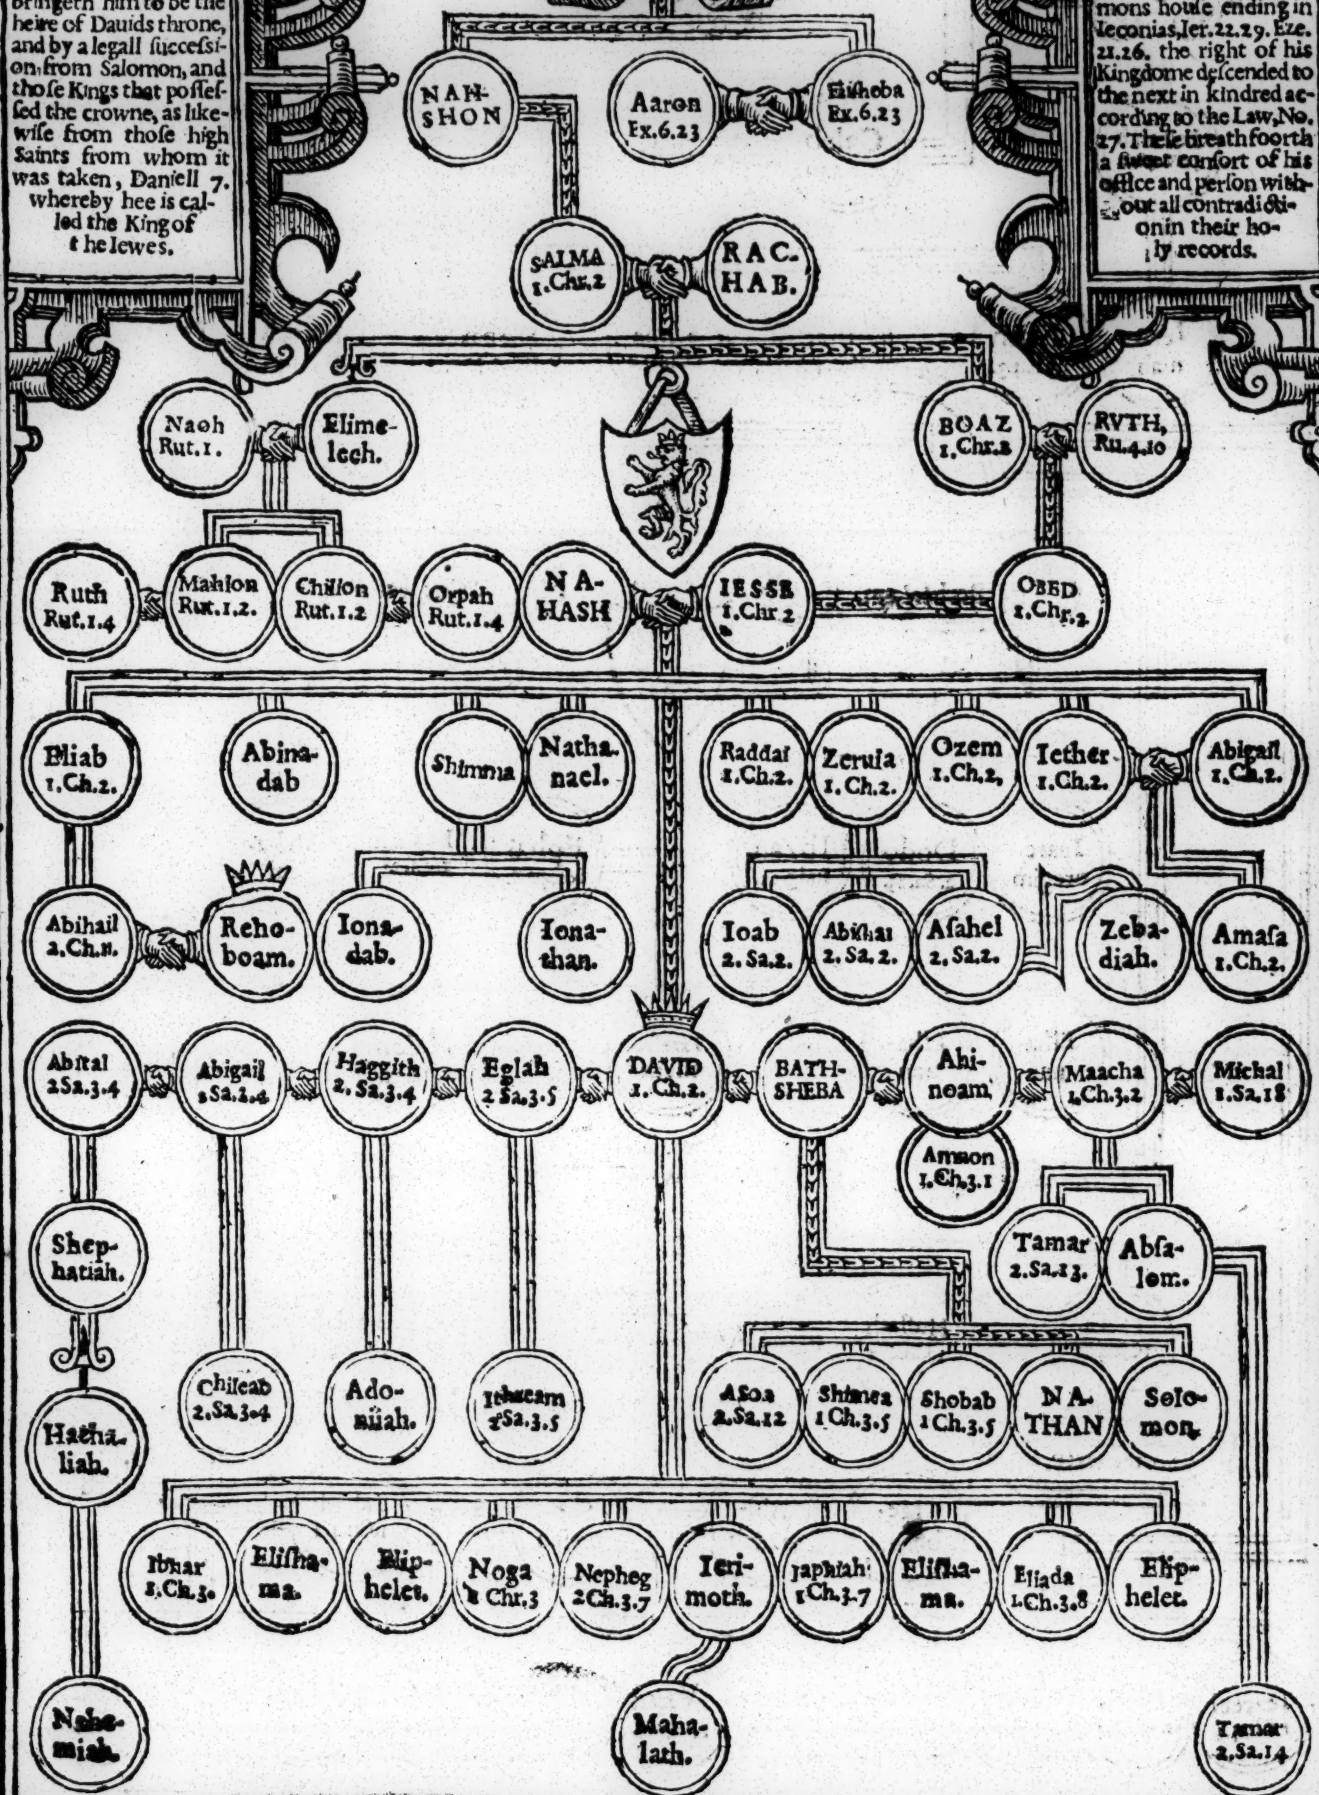 bringeth him to be the
heire of Dauids throne,
and by a legall ſucceſſi-
on, from Salomon, and
thoſe Kings that poſſeſ-
ſed the crowne, as like-
wiſe from thoſe high
Saints from whom it
was taken, Daniell 7.
whereby hee is cal-
led the King of
the Iewes.
mons houſe ending in
Ieconias, Ier. 22.29. Eze.
21.26. the right of his
Kingdome deſcended to
the next in kindred ac-
cording to the Law, No.
27. Theſe breath foorth
a ſweet conſort of his
office and perſon with-
out all contradicti-
on in their ho-
ly records.
NAH-
SHON
Aaron
Ex.6.23
Eliſheba
Ex.6.23
SALMA
1.Chr.2
RAC-
HAB.
Naoh
Rut.1.
Elime-
lech.
BOAZ
1.Chr.2
RVTH,
Ru.4.10
Ruth
Rut.1.4
Mahlon
Rut.1.2.
Chilion
Rut.1.2
Orpah
Rut.1.4
NA-
HASH
IESSE
1.Chr 2
OBED
1.Chr.2
Eliab
1.Ch.2.
Abina-
dab
Shimma
Natha-
nael.
Raddai
1.Ch.2.
Zeruia
1.Ch.2.
Ozem
1.Ch.2,
Iether
1.Ch.2.
Abigail
1.Ch.2.
Abihail
2.Ch.11.
Reho-
boam.
Iona-
dab.
Iona-
than.
Ioab
2.Sa.2.
Abiſhai
2.Sa.2.
Aſahel
2.Sa.2.
Zeba-
diah.
Amaſa
1.Ch.2.
Abital
2Sa.3.4
Abigail
2Sa.2.4
Haggith
2.Sa.3.4
Eglah
2 Sa.3.5
DAVID
1.Ch.2.
BATH-
SHEBA
Ahi-
noam
Maacha
1.Ch.3.2
Michal
1.Sa.18
Amnon
1.Ch.3.1
Shep-
hatiah.
Tamar
2.Sa.13.
Abſa-
lom.
Chileab
2.Sa.3.4
Ado-
niiah.
Ithream
2Sa.3.5
2.Sa.12
Shimea
1Ch.3.5
Shobab
1Ch.3.5
NA-
THAN
Solo-
mon.
Hatha-
liah.
Ibhar
1.Ch.3.
Eliſha-
ma.
Elip-
helet.
Noga
1 Chr.3
Nepheg
2Ch.3.7
Ieri-
moth.
Japhiah
1Ch.3.7
Eliſha-
ma.
Eliada
1.Ch.3.8
Elip-
helet.
Nehe-
miah.
Maha-
lath.
Tamar
2.Sa.14